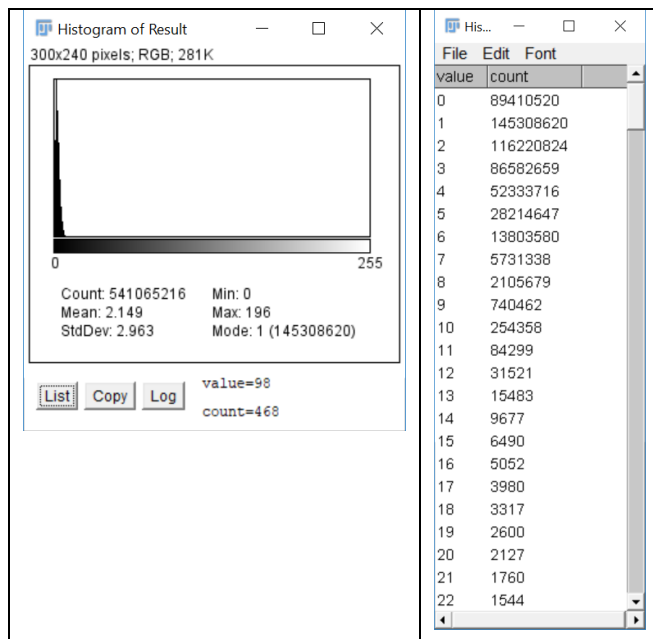 Histogram of Result
300x240 pixels; RGB; 281K
0 255
Count: 541065216 Min: 0
Mean: 2.149 Max: 196
StdDev: 2.963 Mode: 1 (145308620)
List Copy Log value=98
count=468
His...
File Edit Font
value count
0 89410520
1 145308620
2 116220824
3 86582659
4 52333716
5 28214647
6 13803580
7 5731338
8 2105679
9 740462
10 254358
11 84299
12 31521
13 15483
14 9677
15 6490
16 5052
17 3980
18 3317
19 2600
20 2127
21 1760
22 1544